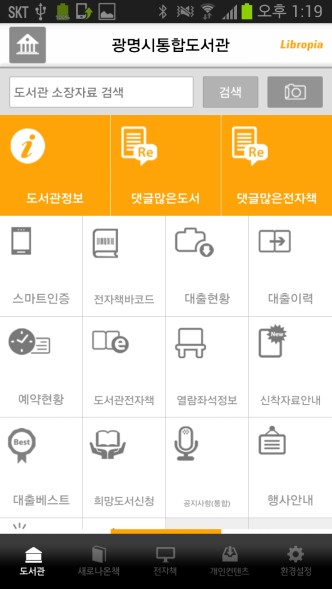 SKT 오후 1:19
광명시통합도서관 Libropia
도서관 소장자료 검색 검색
i Re Re
도서관정보 댓글많은도서 댓글많은전자책
스마트인증 전자책바코드 대출현황 대출이력
e New
예약현황 도서관전자책 열람좌석정보 신착자료안내
Best
대출베스트 희망도서신청 공지사항(통합) 행사안내
도서관 새로나온책 전자책 개인컨텐츠 환경설정